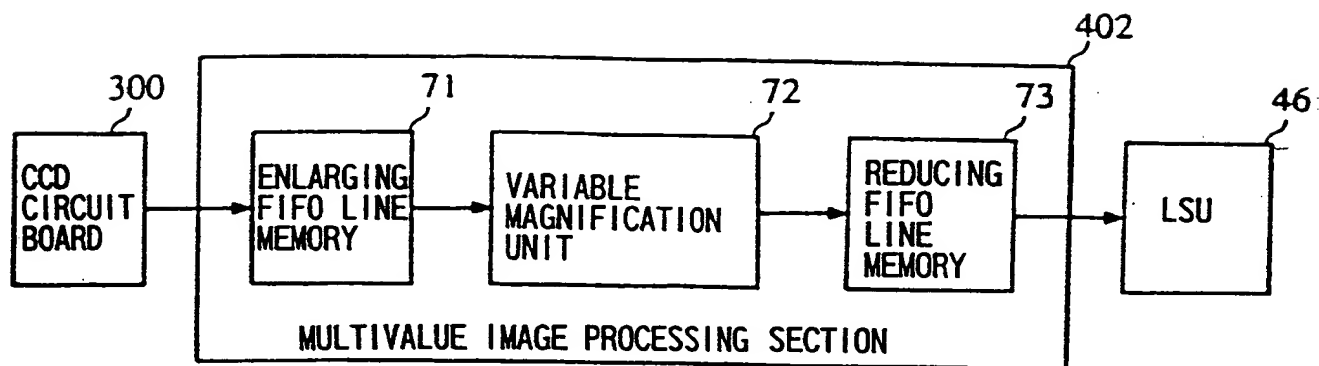 402
300
71
72
73
46
CCD
CIRCUIT
BOARD
ENLARGING
FIFO LINE
MEMORY
VARIABLE
MAGNIFICATION
UNIT
REDUCING
FIFO
LINE
MEMORY
LSU
MULTIVALUE IMAGE PROCESSING SECTION